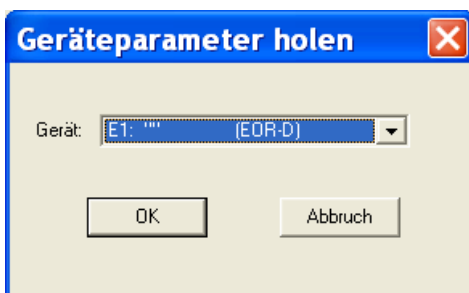 Geräteparameter holen
Gerät: E1: "" (EOR-D)
OK Abbruch